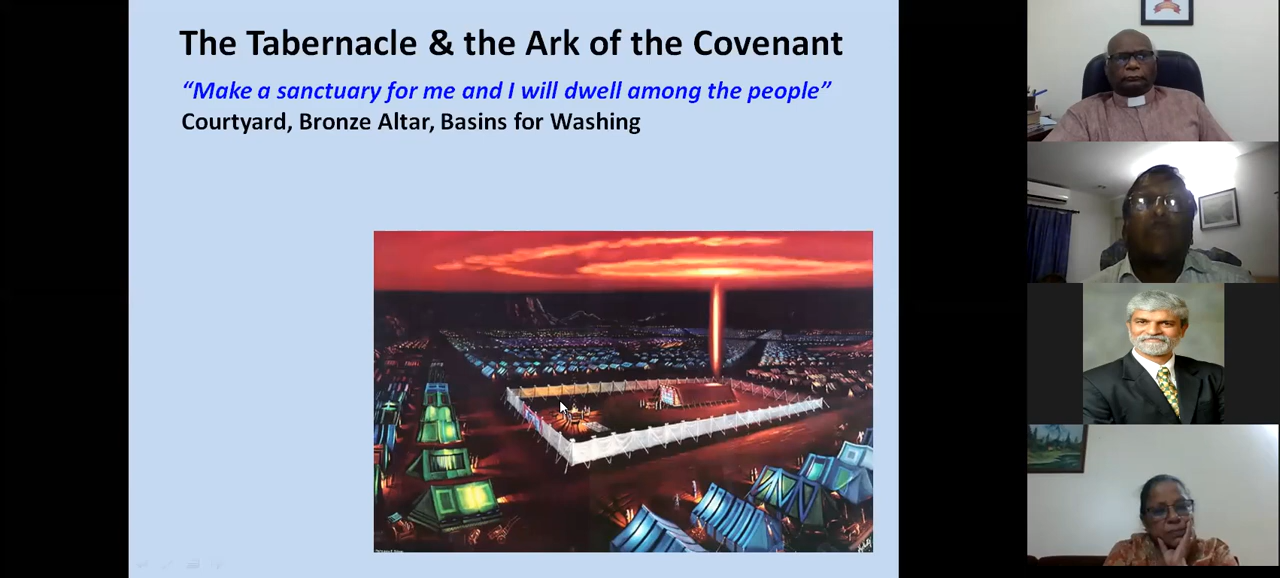 The Tabernacle & the Ark of the Covenant
“Make a sanctuary for me and I will dwell among the people”
Courtyard, Bronze Altar, Basins for Washing